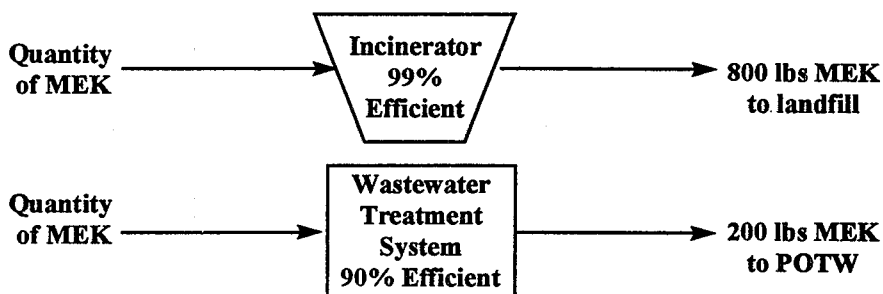 Quantity
of MEK
Incinerator
99%
Efficient
800 lbs MEK
to landfill
Quantity
of MEK
Wastewater
Treatment
System
90% Efficient
200 lbs MEK
to POTW